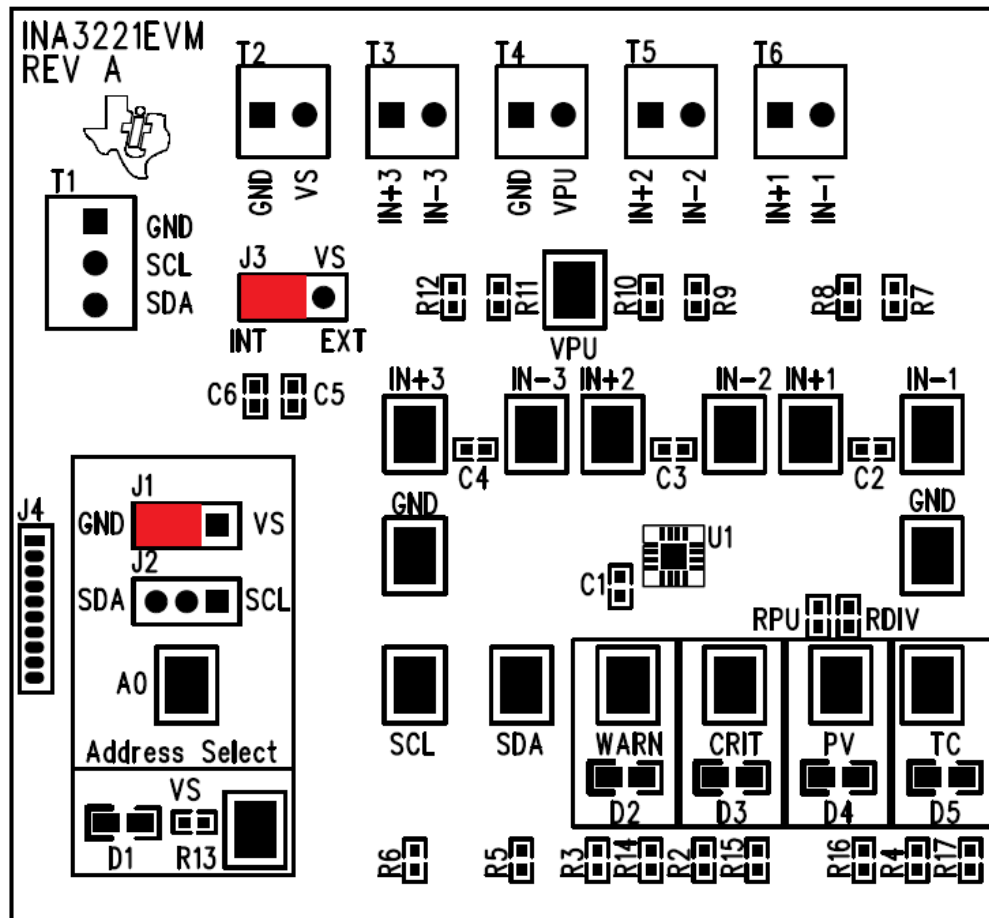 INA3221EVM
REV A
T2 T3 T4 T5 T6
GND VS IN+3 IN-3 GND VPU IN+2 IN-2 IN+1 IN-1
T1
GND
SCL
SDA
J3 VS
INT EXT
R12 R11 R10 R9 R8 R7
VPU
C6 C5
IN+3 IN-3 IN+2 IN-2 IN+1 IN-1
C4 C3 C2
J4
J1
GND VS
J2
SDA SCL
A0
Address Select
VS
D1 R13
GND GND
U1
C1
RPU RDIV
SCL SDA WARN CRIT PV TC
D2 D3 D4 D5
R6 R5 R3 R14 R2 R15 R16 R4 R17